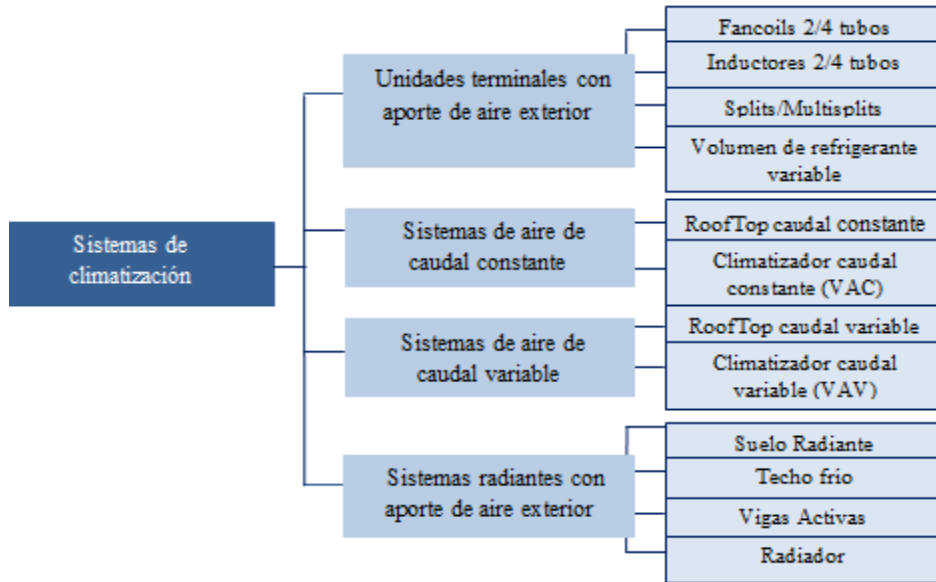 Sistemas de
climatización
Unidades terminales con
aporte de aire exterior
Fancoils 2/4 tubos
Inductores 2/4 tubos
Splits/Multisplits
Volumen de refrigerante
variable
Sistemas de aire de
caudal constante
RoofTop caudal constante
Climatizador caudal
constante (VAC)
Sistemas de aire de
caudal variable
RoofTop caudal variable
Climatizador caudal
variable (VAV)
Sistemas radiantes con
aporte de aire exterior
Suelo Radiante
Techo frio
Vigas Activas
Radiador